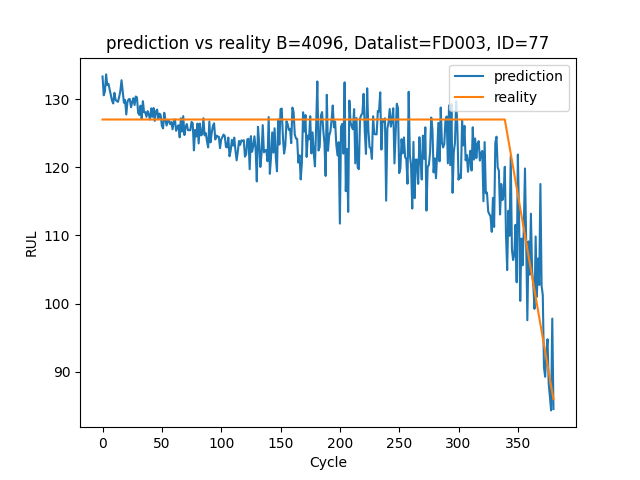 prediction vs reality B=4096, Datalist=FD003, ID=77
prediction
reality
130
120
110
100
90
RUL
0 50 100 150 200 250 300 350
Cycle